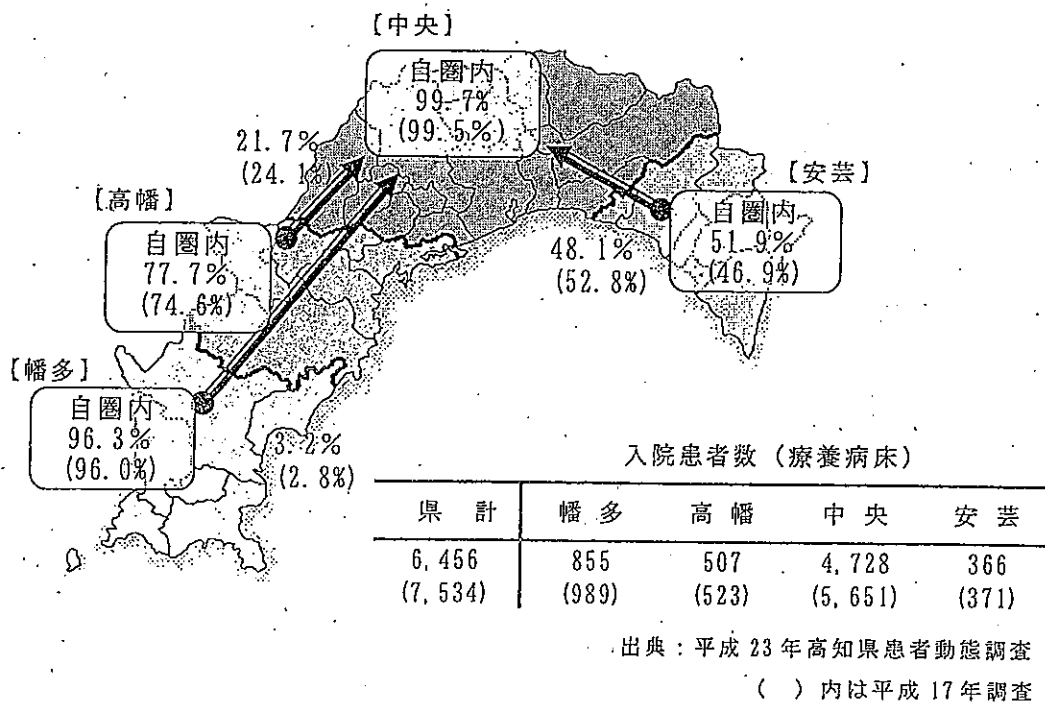 【中央】
自圏内
99.7%
(99.5%)
21.7%
(24.1%)
【高幡】
自圏内
77.7%
(74.6%)
【安芸】
自圏内
51.9%
(46.9%)
48.1%
(52.8%)
【幡多】
自圏内
96.3%
(96.0%)
3.2%
(2.8%)
入院患者数（療養病床）
県計 幡多 高幡 中央 安芸
6,456 855 507 4,728 366
(7,534) (989) (523) (5,651) (371)
出典：平成23年高知県患者動態調査
（ ）内は平成17年調査